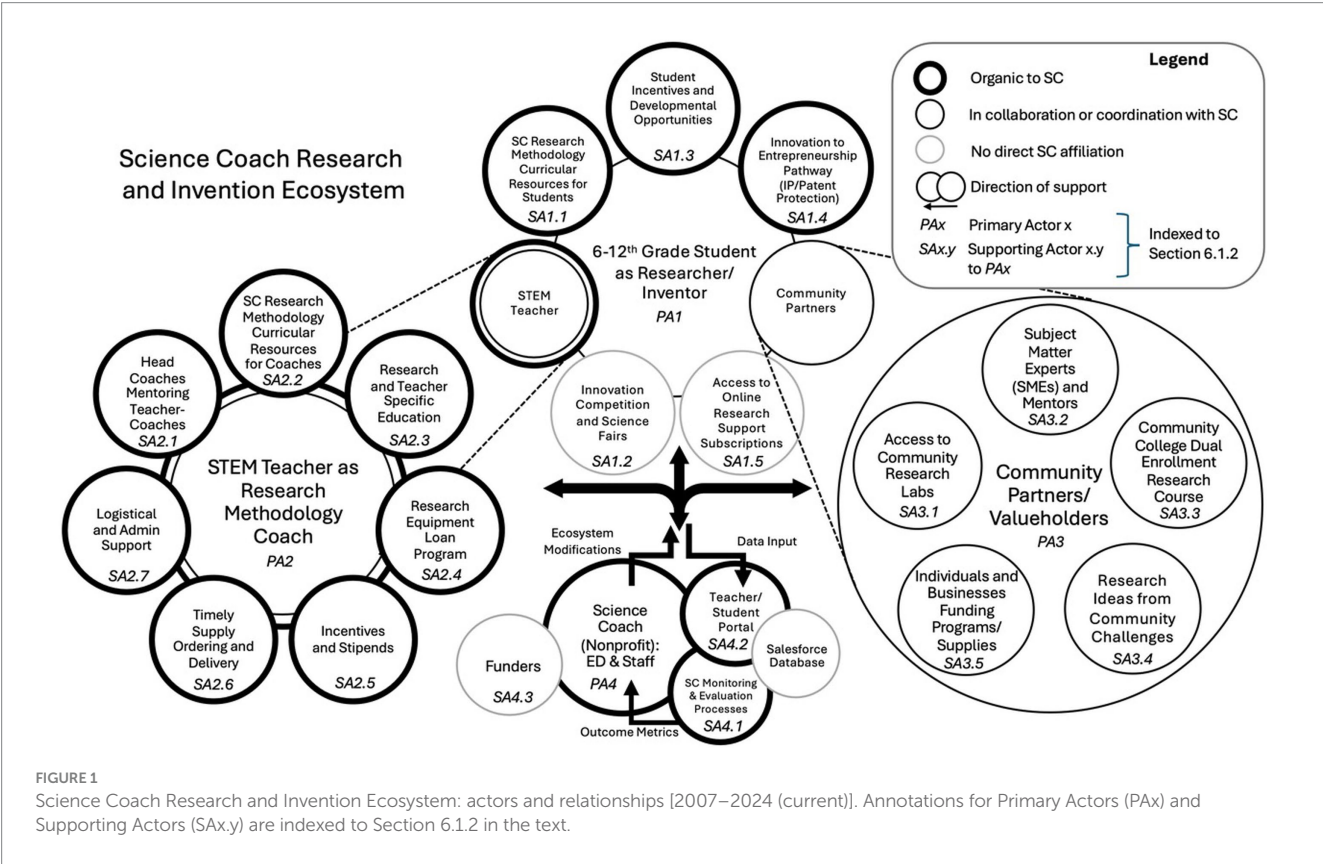 Science Coach Research
and Invention Ecosystem
Student
Incentives and
Developmental
Opportunities
SA1.3
SC Research
Methodology
Curricular
Resources for
Students
SA1.1
Innovation to
Entrepreneurship
Pathway
(IP/Patent
Protection)
SA1.4
6-12th Grade Student
as Researcher/
Inventor
PA1
STEM
Teacher
Community
Partners
Innovation
Competition
and Science
Fairs
SA1.2
Access to
Online
Research
Support
Subscriptions
SA1.5
Legend
Organic to SC
In collaboration or coordination with SC
No direct SC affiliation
Direction of support
PAx Primary Actor x
SAx.y Supporting Actor x.y
to PAx
Indexed to
Section 6.1.2
SC Research
Methodology
Curricular
Resources
for Coaches
SA2.2
Head
Coaches
Mentoring
Teacher-
Coaches
SA2.1
Research
and Teacher
Specific
Education
SA2.3
STEM Teacher as
Research
Methodology
Coach
PA2
Logistical
and Admin
Support
SA2.7
Research
Equipment
Loan
Program
SA2.4
Timely
Supply
Ordering and
Delivery
SA2.6
Incentives
and Stipends
SA2.5
Ecosystem
Modifications
Data Input
Science
Coach
(Nonprofit):
ED & Staff
PA4
Teacher/
Student
Portal
SA4.2
Salesforce
Database
Funders
SA4.3
SC Monitoring
& Evaluation
Processes
SA4.1
Outcome Metrics
Subject
Matter
Experts
(SMEs) and
Mentors
SA3.2
Access to
Community
Research
Labs
SA3.1
Community
College Dual
Enrollment
Research
Course
SA3.3
Community
Partners/
Valueholders
PA3
Individuals and
Businesses
Funding
Programs/
Supplies
SA3.5
Research
Ideas from
Community
Challenges
SA3.4
FIGURE 1
Science Coach Research and Invention Ecosystem: actors and relationships [2007–2024 (current)]. Annotations for Primary Actors (PAx) and
Supporting Actors (SAx.y) are indexed to Section 6.1.2 in the text.